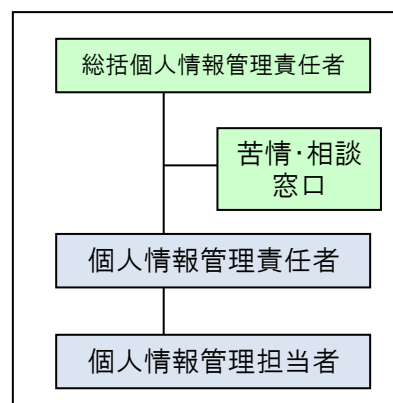 総括個人情報管理責任者
苦情･相談
窓口
個人情報管理責任者
個人情報管理担当者